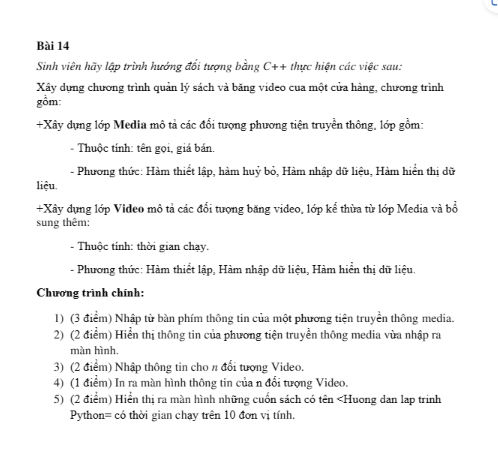 Bài 14
Sinh viên hãy lập trình hướng đối tượng bằng C++ thực hiện các việc sau:
Xây dựng chương trình quản lý sách và băng video cua một cửa hàng, chương trình
gồm:
+Xây dựng lớp Media mô tả các đối tượng phương tiện truyền thông, lớp gồm:
- Thuộc tính: tên gọi, giá bán.
- Phương thức: Hàm thiết lập, hàm huỷ bỏ, Hàm nhập dữ liệu, Hàm hiển thị dữ
liệu.
+Xây dựng lớp Video mô tả các đối tượng băng video, lớp kế thừa từ lớp Media và bổ
sung thêm:
- Thuộc tính: thời gian chạy.
- Phương thức: Hàm thiết lập, Hàm nhập dữ liệu, Hàm hiển thị dữ liệu.
Chương trình chính:
1) (3 điểm) Nhập từ bàn phím thông tin của một phương tiện truyền thông media.
2) (2 điểm) Hiển thị thông tin của phương tiện truyền thông media vừa nhập ra
màn hình.
3) (2 điểm) Nhập thông tin cho n đối tượng Video.
4) (1 điểm) In ra màn hình thông tin của n đối tượng Video.
5) (2 điểm) Hiển thị ra màn hình những cuốn sách có tên <Huong dan lap trinh
Python= có thời gian chạy trên 10 đơn vị tính.